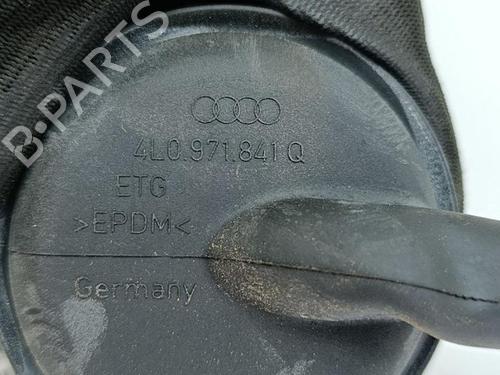 B-PARTS
4L0.971.841 Q
ETG
>EPDM<
Germany